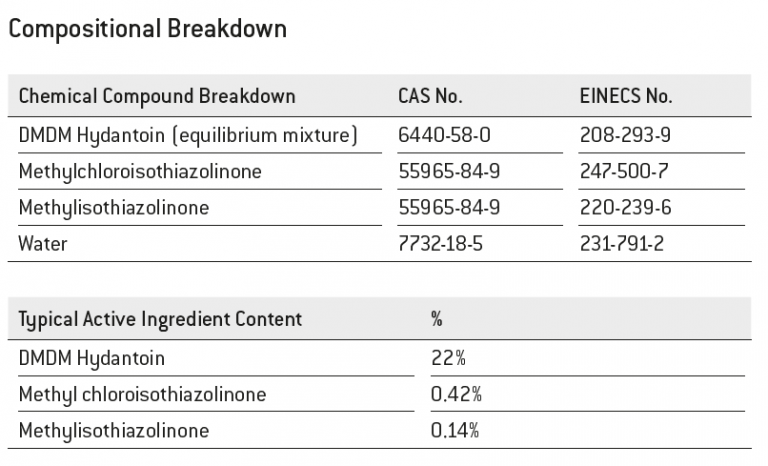 Compositional Breakdown
Chemical Compound Breakdown CAS No. EINECS No.
DMDM Hydantoin (equilibrium mixture) 6440-58-0 208-293-9
Methylchloroisothiazolinone 55965-84-9 247-500-7
Methylisothiazolinone 55965-84-9 220-239-6
Water 7732-18-5 231-791-2
Typical Active Ingredient Content %
DMDM Hydantoin 22%
Methyl chloroisothiazolinone 0.42%
Methylisothiazolinone 0.14%